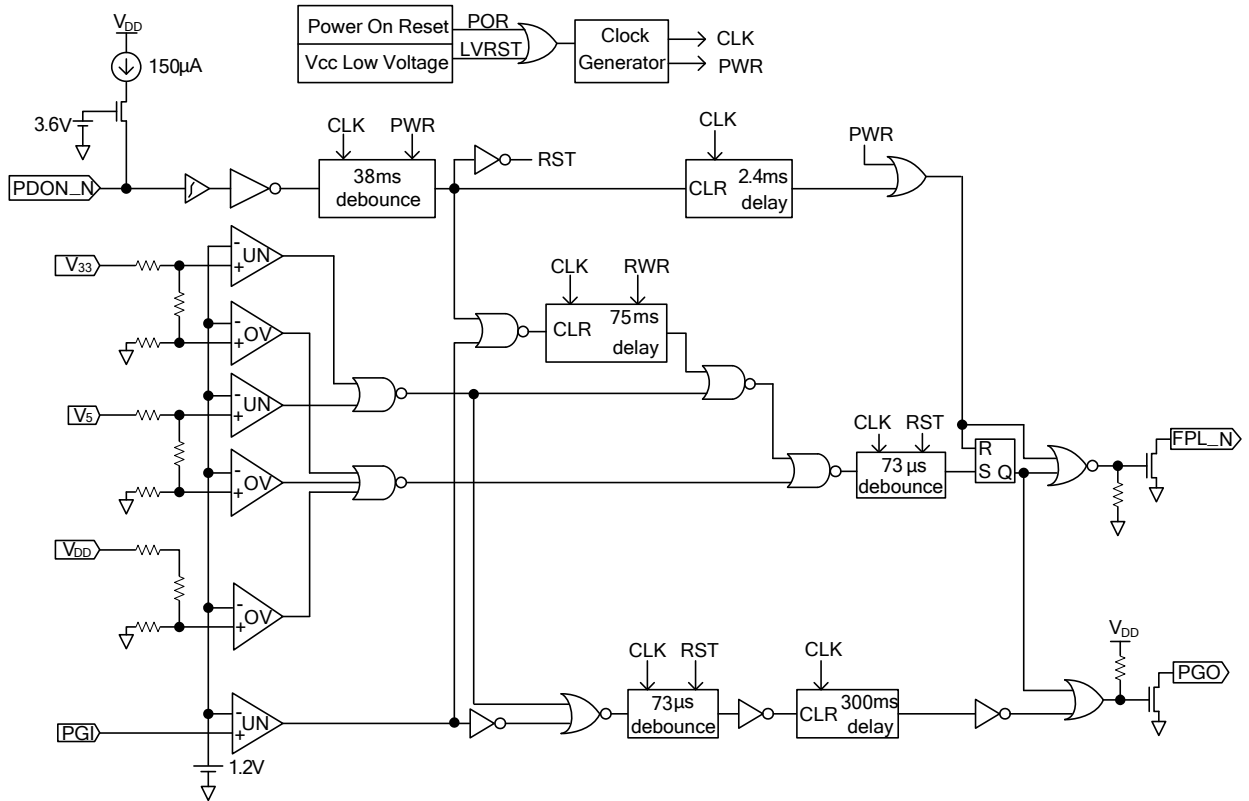 VDD
150µA
3.6V
PDON_N
Power On Reset
POR
Vcc Low Voltage
LVRST
Clock
Generator
CLK
PWR
CLK
PWR
38ms
debounce
RST
CLK
CLR
2.4ms
delay
PWR
V33
-
UN
+
-
OV
+
V5
-
UN
+
-
OV
+
VDD
-
OV
+
PGI
-
UN
+
1.2V
CLK
RWR
CLR
75ms
delay
CLK
RST
73 µs
debounce
R
S Q
FPL_N
CLK
RST
73µs
debounce
CLK
CLR
300ms
delay
VDD
PGO